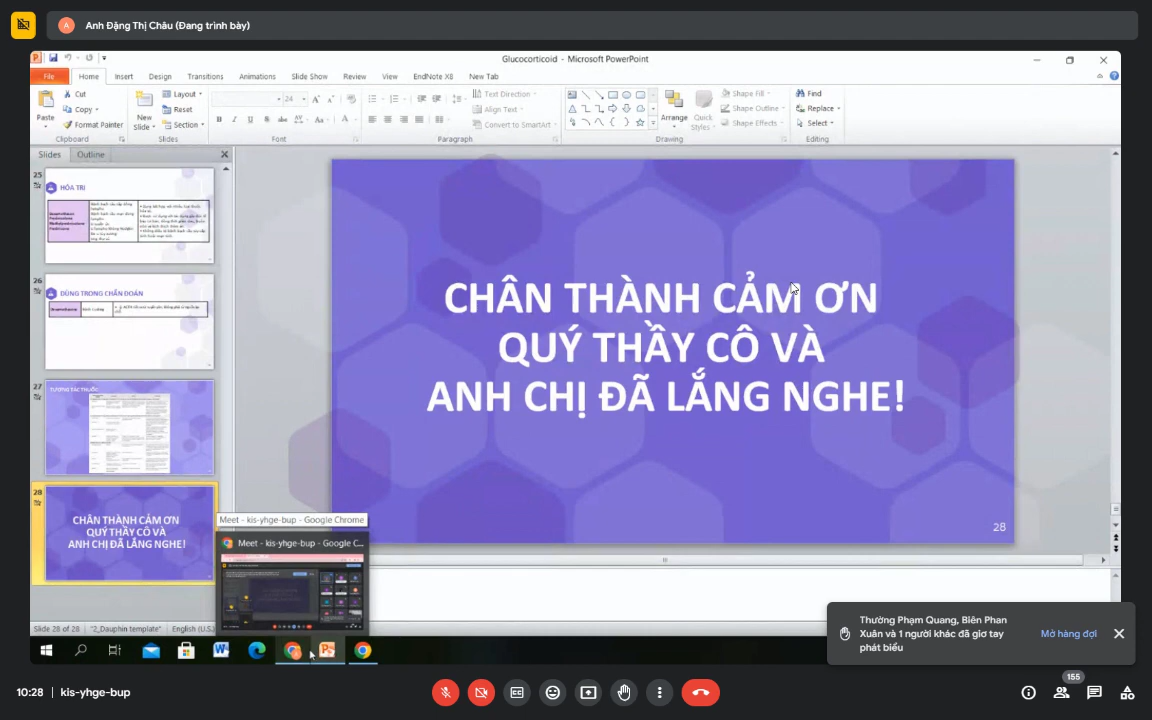 A
Anh Đặng Thị Châu (Đang trình bày)
Glucocorticoid - Microsoft PowerPoint
File Home Insert Design Transitions Animations Slide Show Review View EndNote X8 New Tab
Paste
Cut
Copy
Format Painter
Clipboard
New Slide
Layout
Reset
Section
Slides
24
Font
Text Direction
Align Text
Convert to SmartArt
Paragraph
Arrange
Quick Styles
Shape Fill
Shape Outline
Shape Effects
Drawing
Find
Replace
Select
Editing
Slides Outline
25
HÓA TRỊ
26
DÙNG TRONG CHẨN ĐOÁN
27
TƯƠNG TÁC THUỐC
28
CHÂN THÀNH CẢM ƠN
QUÝ THẦY CÔ VÀ
ANH CHỊ ĐÃ LẮNG NGHE!
CHÂN THÀNH CẢM ƠN
QUÝ THẦY CÔ VÀ
ANH CHỊ ĐÃ LẮNG NGHE!
28
Meet - kis-yhge-bup - Google Chrome
Meet - kis-yhge-bup - Google C...
Slide 28 of 28 "2_Dauphin template" English (U.S.
Thường Phạm Quang, Biên Phan
Xuân và 1 người khác đã giơ tay
phát biểu
Mở hàng đợi
10:28 | kis-yhge-bup
155